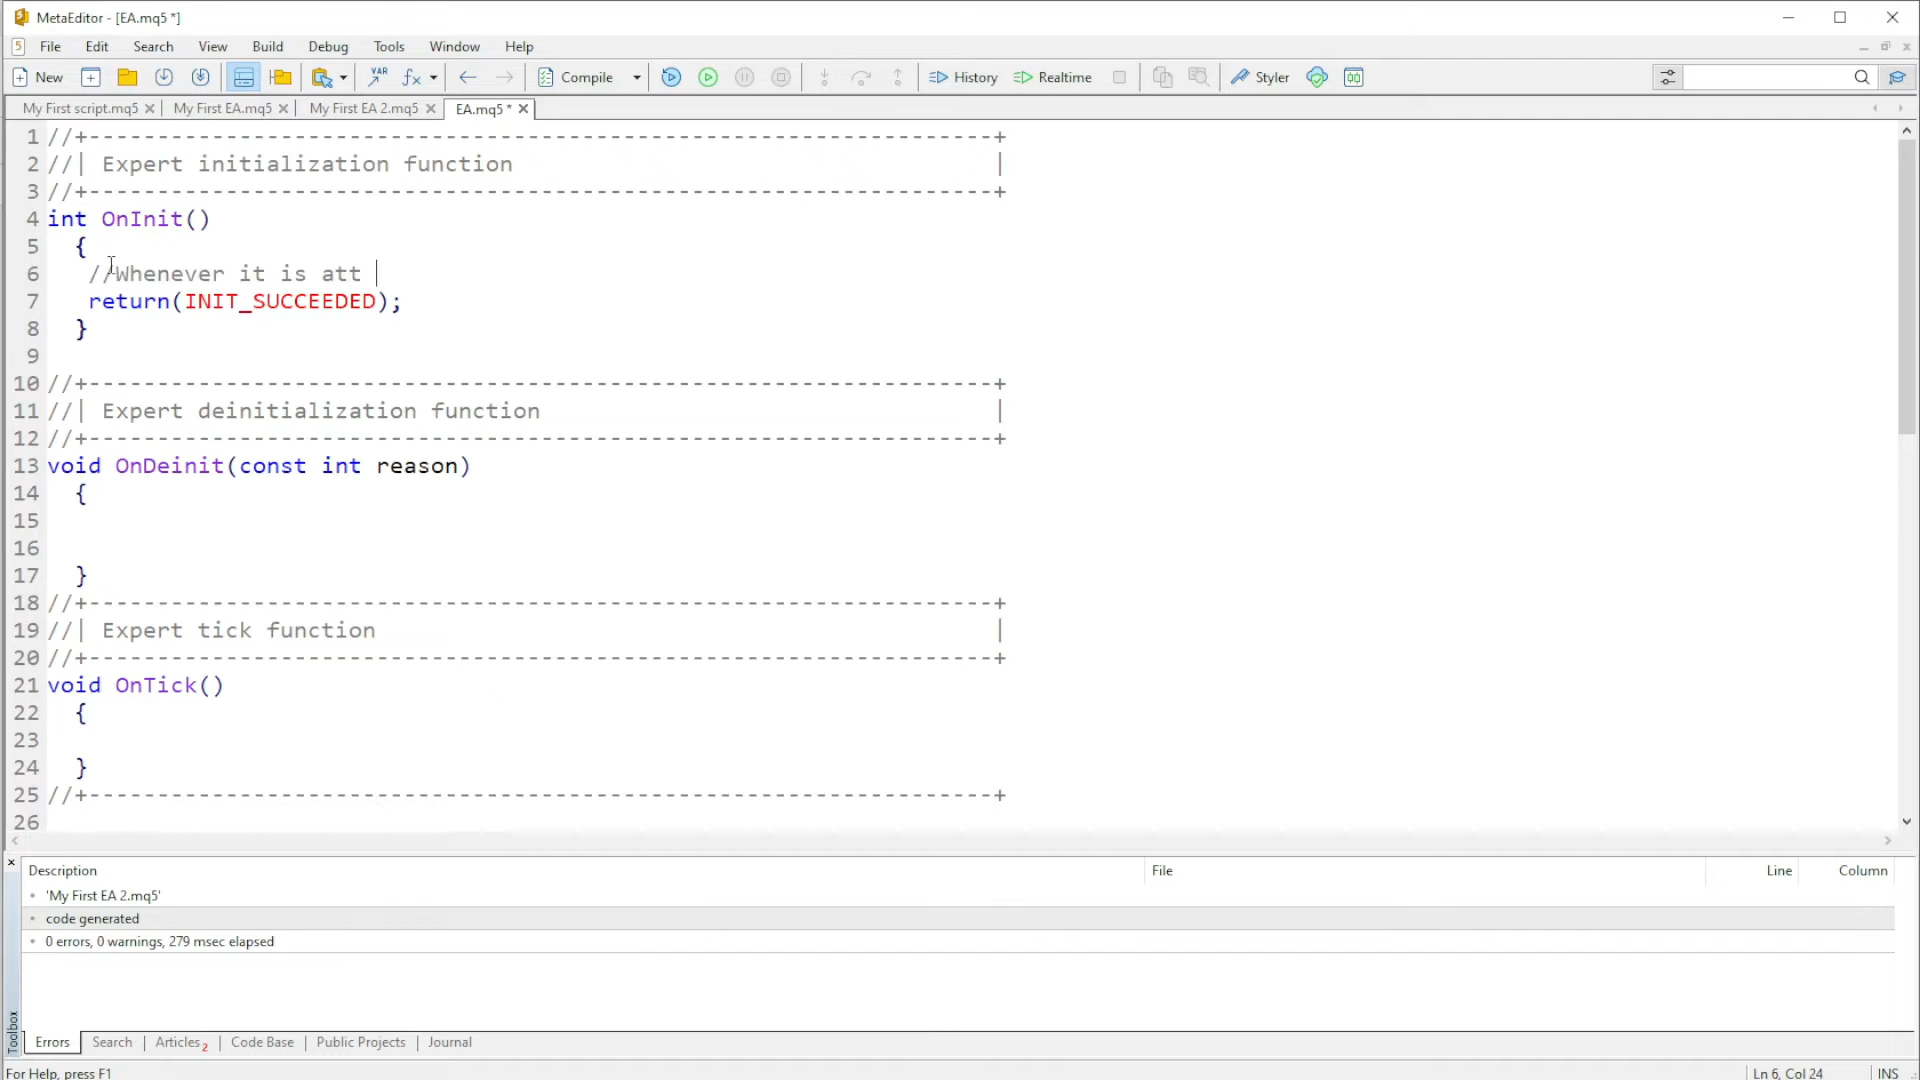 MetaEditor - [EA.mq5 *]
5 File Edit Search View Build Debug Tools Window Help
New VAR fx Compile History Realtime Styler
My First script.mq5 My First EA.mq5 My First EA 2.mq5 EA.mq5 *
1 //+------------------------------------------------------------------+
2 //| Expert initialization function |
3 //+------------------------------------------------------------------+
4 int OnInit()
5 {
6 //Whenever it is att
7 return(INIT_SUCCEEDED);
8 }
9
10 //+------------------------------------------------------------------+
11 //| Expert deinitialization function |
12 //+------------------------------------------------------------------+
13 void OnDeinit(const int reason)
14 {
15
16
17 }
18 //+------------------------------------------------------------------+
19 //| Expert tick function |
20 //+------------------------------------------------------------------+
21 void OnTick()
22 {
23
24 }
25 //+------------------------------------------------------------------+
26
Description File Line Column
'My First EA 2.mq5'
code generated
0 errors, 0 warnings, 279 msec elapsed
Toolbox
Errors Search Articles 2 Code Base Public Projects Journal
For Help, press F1 Ln 6, Col 24 INS